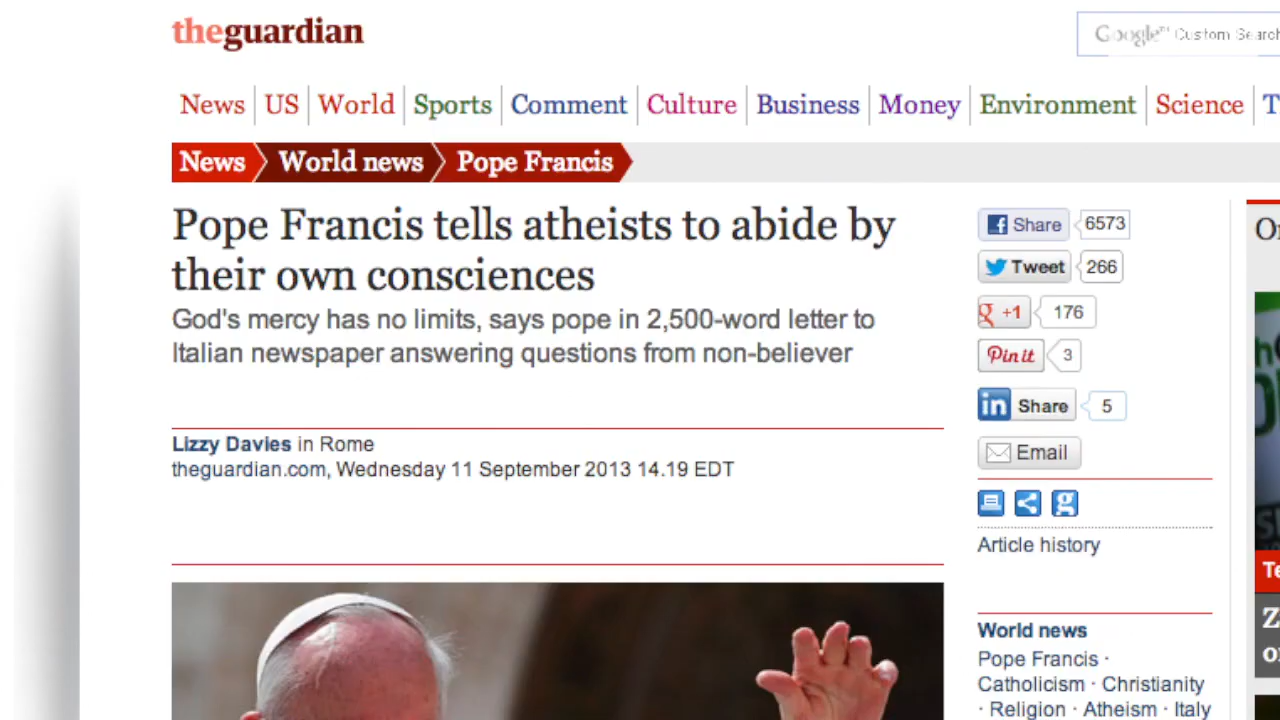 theguardian
Google™ Custom Search
News US World Sports Comment Culture Business Money Environment Science
News World news Pope Francis
Pope Francis tells atheists to abide by
their own consciences
God's mercy has no limits, says pope in 2,500-word letter to
Italian newspaper answering questions from non-believer
Lizzy Davies in Rome
theguardian.com, Wednesday 11 September 2013 14.19 EDT
Share 6573
Tweet 266
+1 176
Pin it 3
in Share 5
Email
Article history
World news
Pope Francis ·
Catholicism · Christianity
· Religion · Atheism · Italy